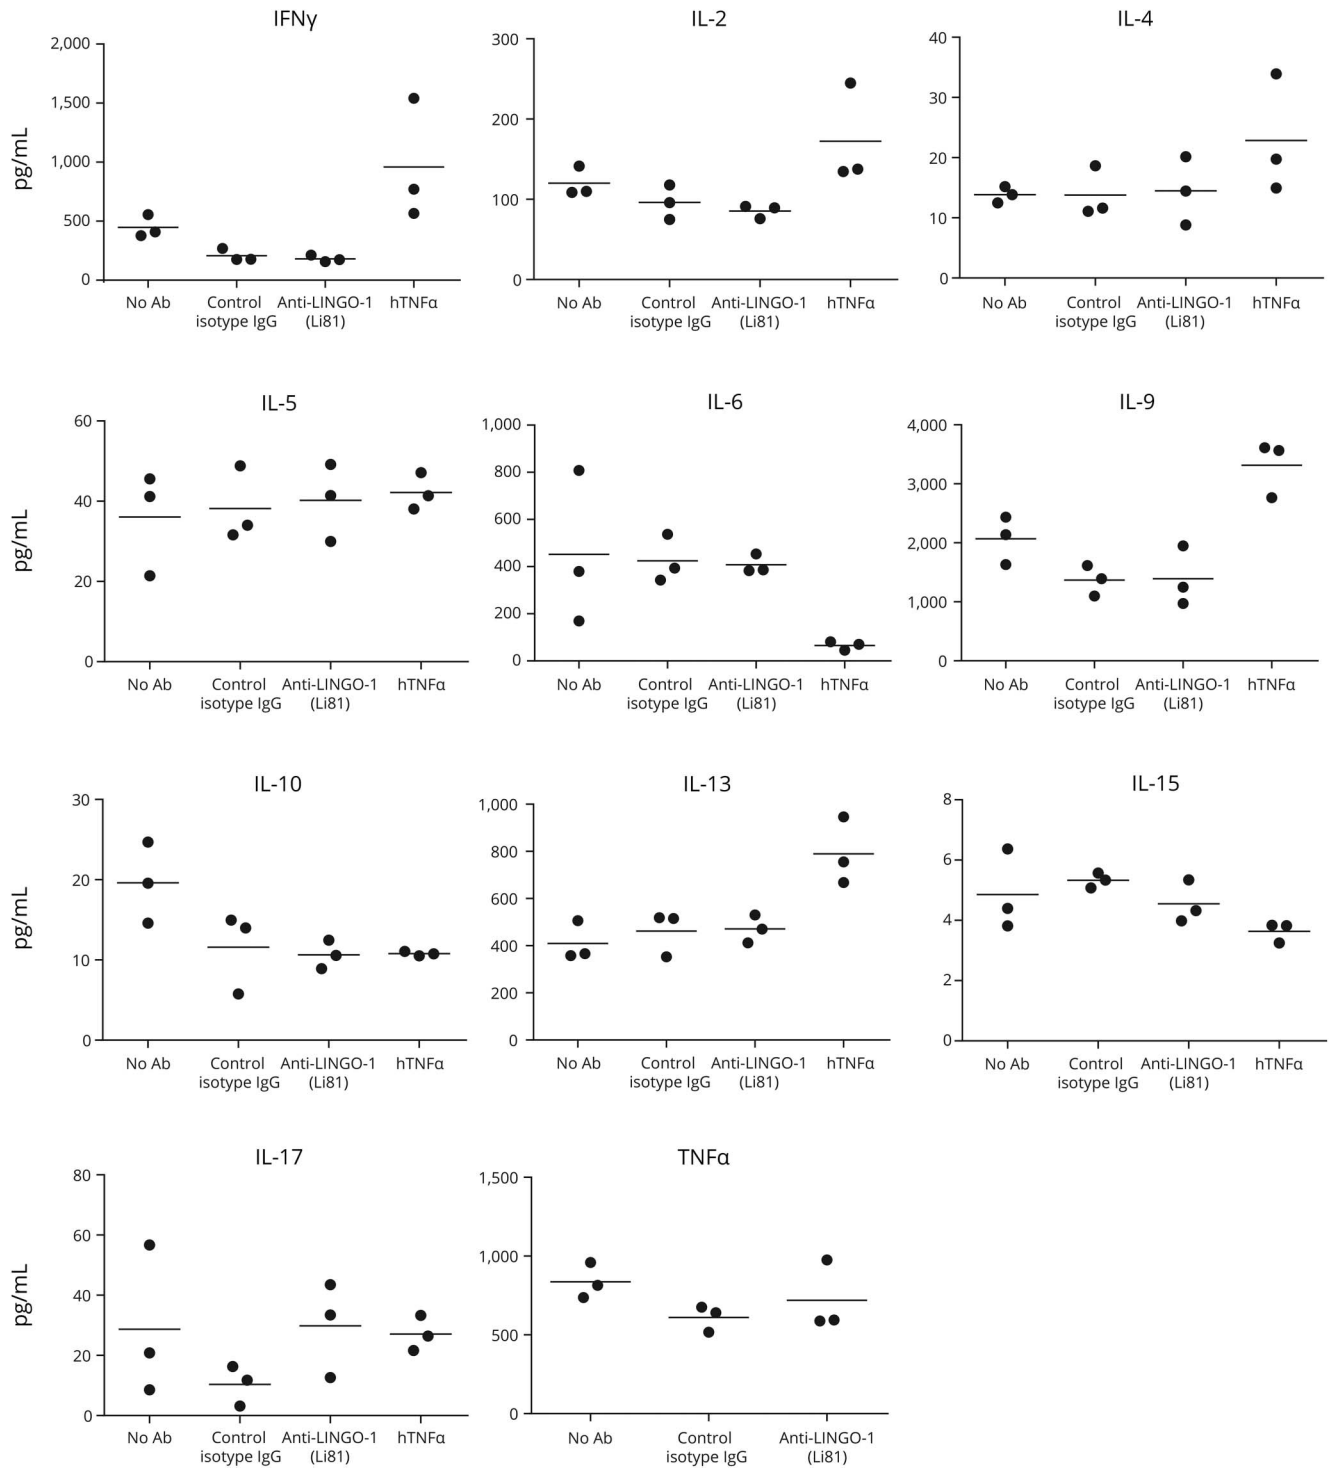 IFNγ
2,000
1,500
1,000
500
0
pg/mL
No Ab
Control
isotype IgG
Anti-LINGO-1
(Li81)
hTNFα
IL-2
300
200
100
0
No Ab
Control
isotype IgG
Anti-LINGO-1
(Li81)
hTNFα
IL-4
40
30
20
10
0
No Ab
Control
isotype IgG
Anti-LINGO-1
(Li81)
hTNFα
IL-5
60
40
20
0
pg/mL
No Ab
Control
isotype IgG
Anti-LINGO-1
(Li81)
hTNFα
IL-6
1,000
800
600
400
200
0
No Ab
Control
isotype IgG
Anti-LINGO-1
(Li81)
hTNFα
IL-9
4,000
3,000
2,000
1,000
0
No Ab
Control
isotype IgG
Anti-LINGO-1
(Li81)
hTNFα
IL-10
30
20
10
0
pg/mL
No Ab
Control
isotype IgG
Anti-LINGO-1
(Li81)
hTNFα
IL-13
1,000
800
600
400
200
0
No Ab
Control
isotype IgG
Anti-LINGO-1
(Li81)
hTNFα
IL-15
8
6
4
2
0
No Ab
Control
isotype IgG
Anti-LINGO-1
(Li81)
hTNFα
IL-17
80
60
40
20
0
pg/mL
No Ab
Control
isotype IgG
Anti-LINGO-1
(Li81)
hTNFα
TNFα
1,500
1,000
500
0
No Ab
Control
isotype IgG
Anti-LINGO-1
(Li81)